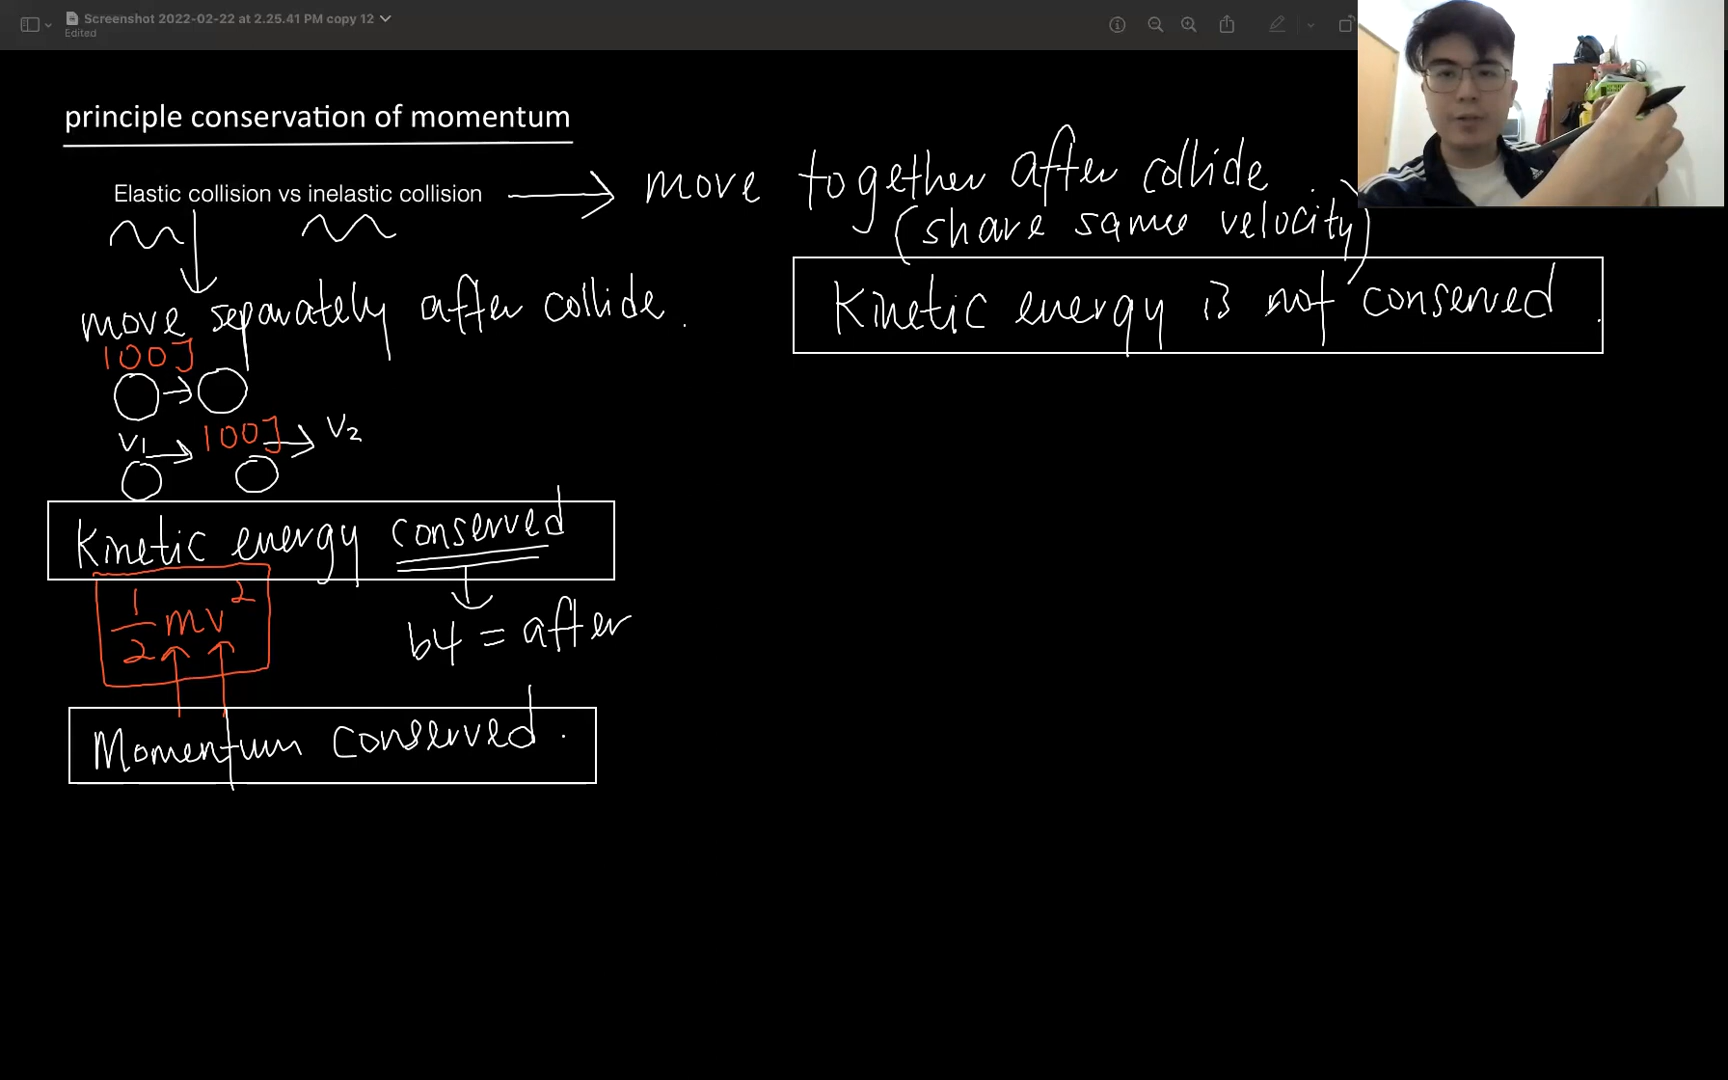 Screenshot 2022-02-22 at 2.25.41 PM copy 12
Edited
principle conservation of momentum
Elastic collision vs inelastic collision
move together after collide
(share same velocity)
Kinetic energy is not conserved.
move separately after collide.
100J
V1
100J
V2
Kinetic energy conserved
1/2 mv²
b4 = after
Momentum conserved.